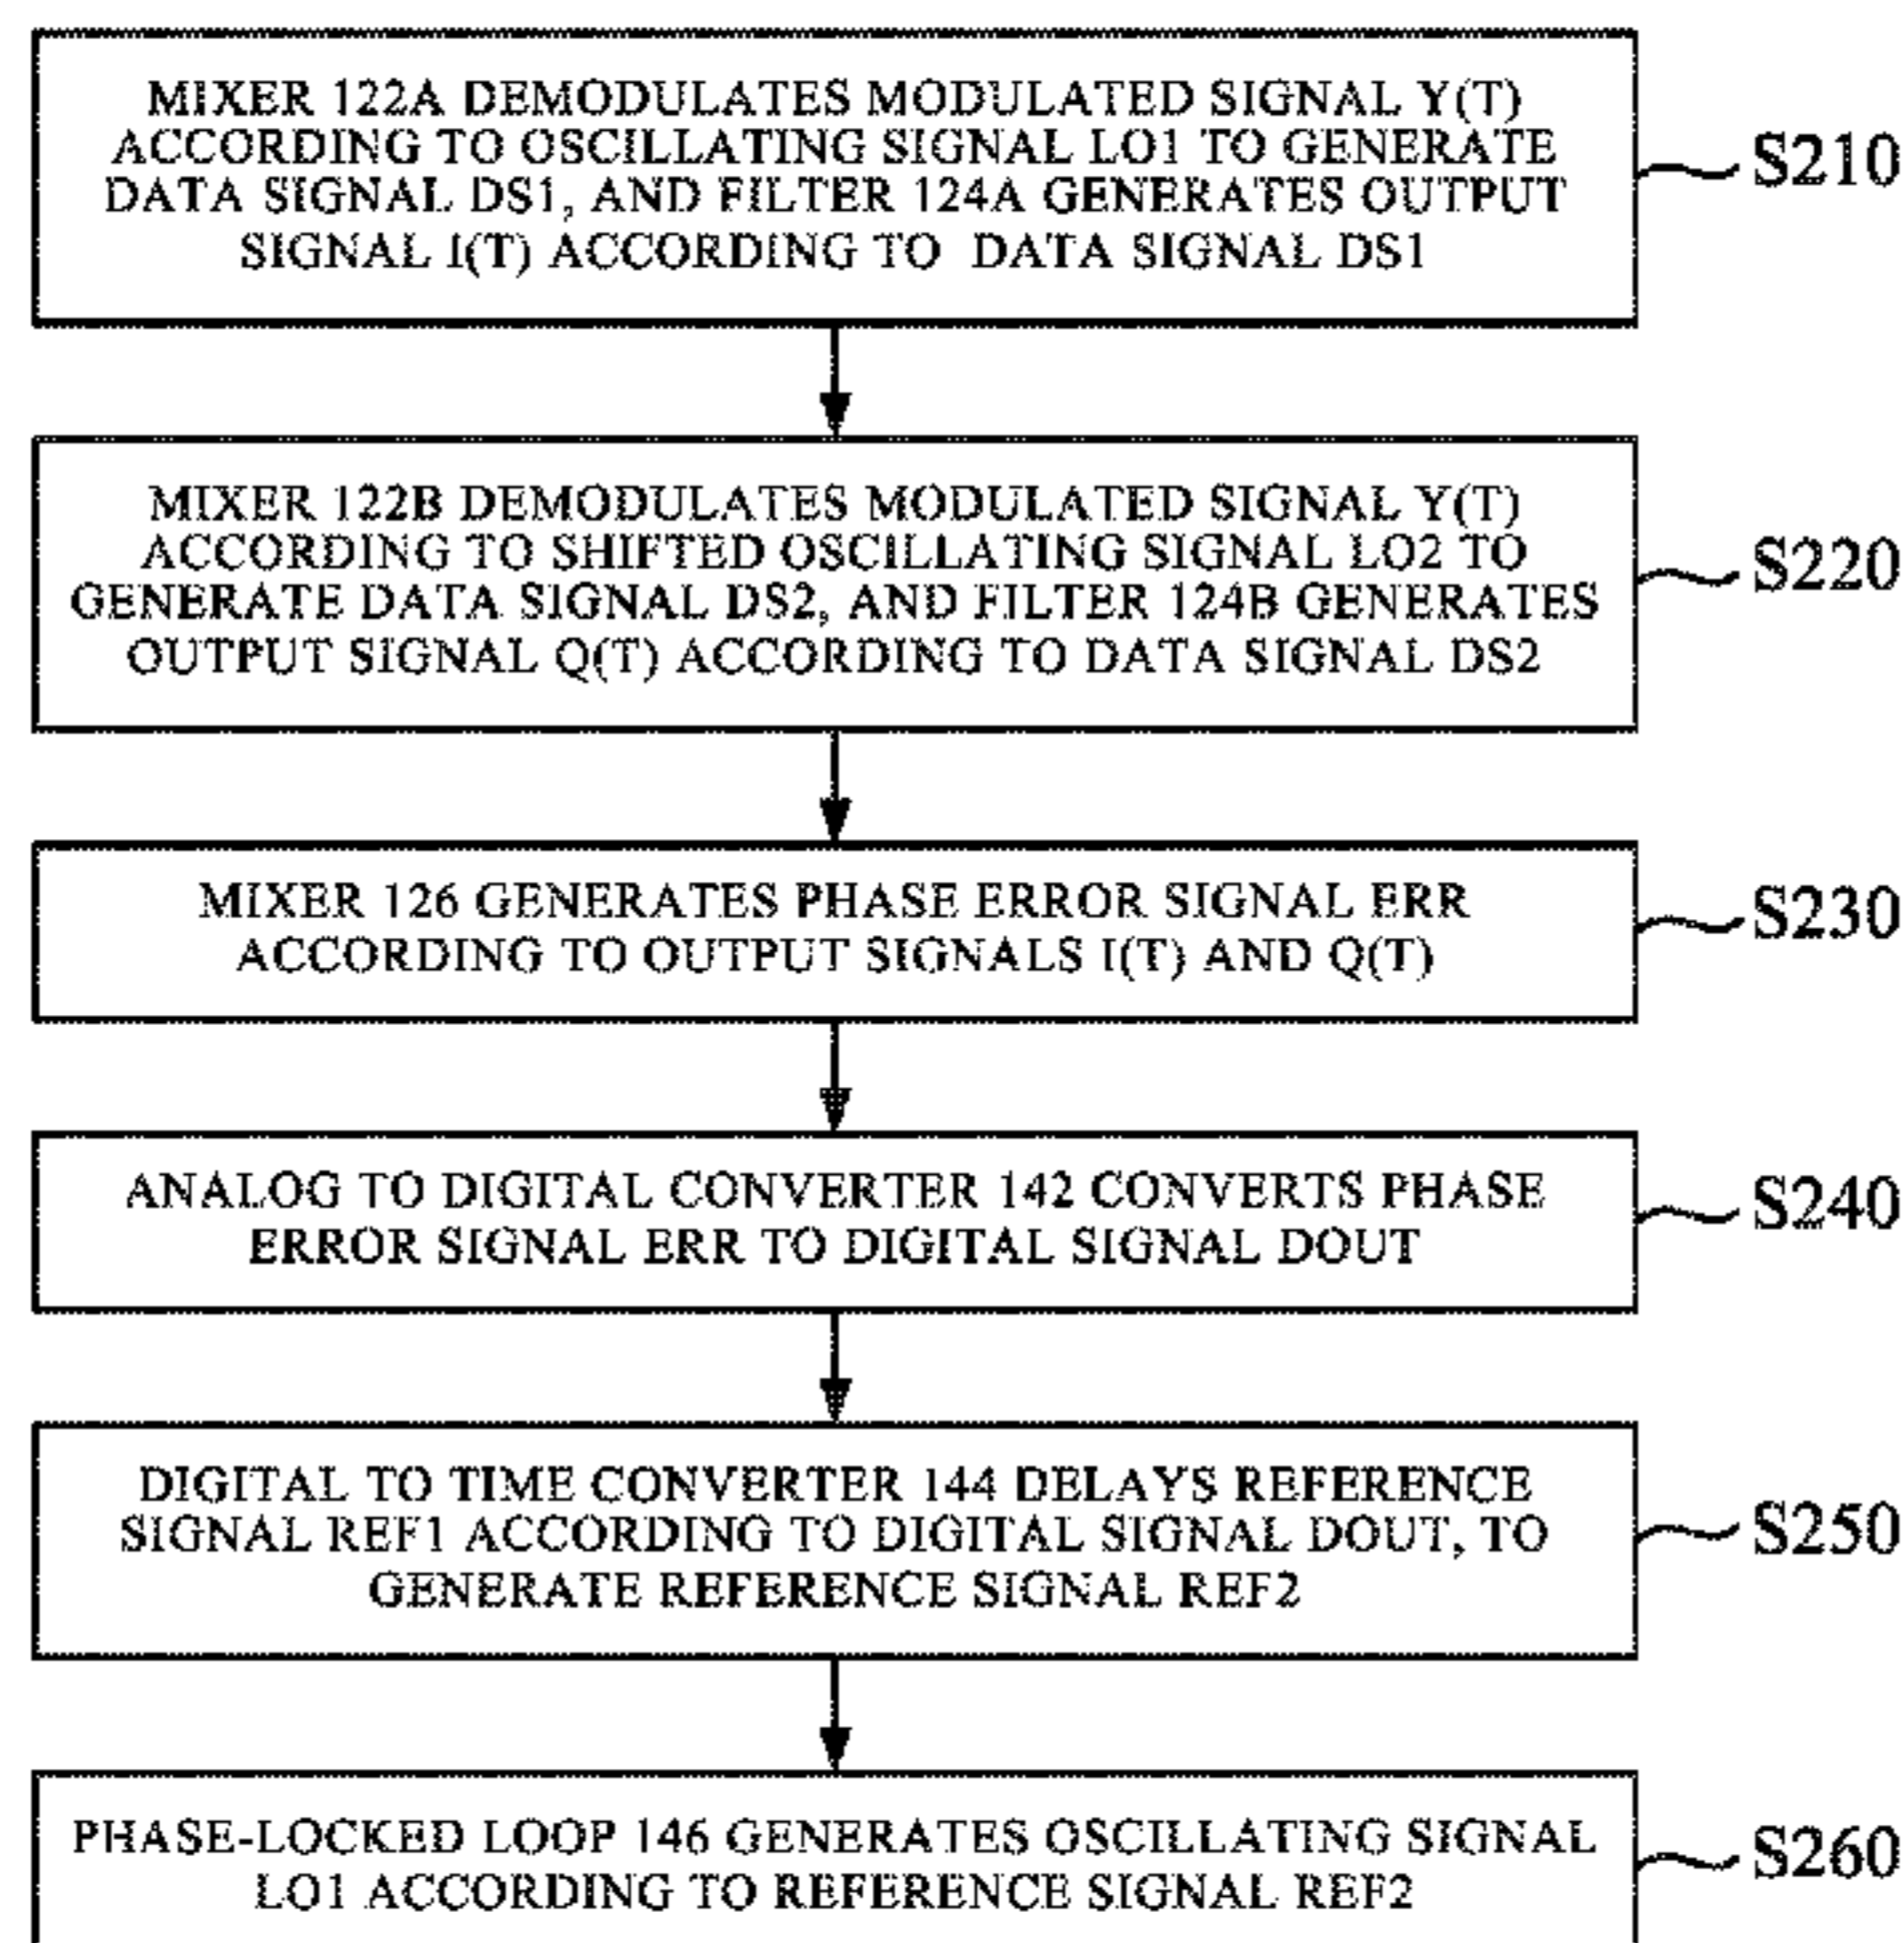 MIXER 122A DEMODULATES MODULATED SIGNAL Y(T)
ACCORDING TO OSCILLATING SIGNAL LO1 TO GENERATE
DATA SIGNAL DS1, AND FILTER 124A GENERATES OUTPUT
SIGNAL I(T) ACCORDING TO DATA SIGNAL DS1
S210
MIXER 122B DEMODULATES MODULATED SIGNAL Y(T)
ACCORDING TO SHIFTED OSCILLATING SIGNAL LO2 TO
GENERATE DATA SIGNAL DS2, AND FILTER 124B GENERATES
OUTPUT SIGNAL Q(T) ACCORDING TO DATA SIGNAL DS2
S220
MIXER 126 GENERATES PHASE ERROR SIGNAL ERR
ACCORDING TO OUTPUT SIGNALS I(T) AND Q(T)
S230
ANALOG TO DIGITAL CONVERTER 142 CONVERTS PHASE
ERROR SIGNAL ERR TO DIGITAL SIGNAL DOUT
S240
DIGITAL TO TIME CONVERTER 144 DELAYS REFERENCE
SIGNAL REF1 ACCORDING TO DIGITAL SIGNAL DOUT, TO
GENERATE REFERENCE SIGNAL REF2
S250
PHASE-LOCKED LOOP 146 GENERATES OSCILLATING SIGNAL
LO1 ACCORDING TO REFERENCE SIGNAL REF2
S260